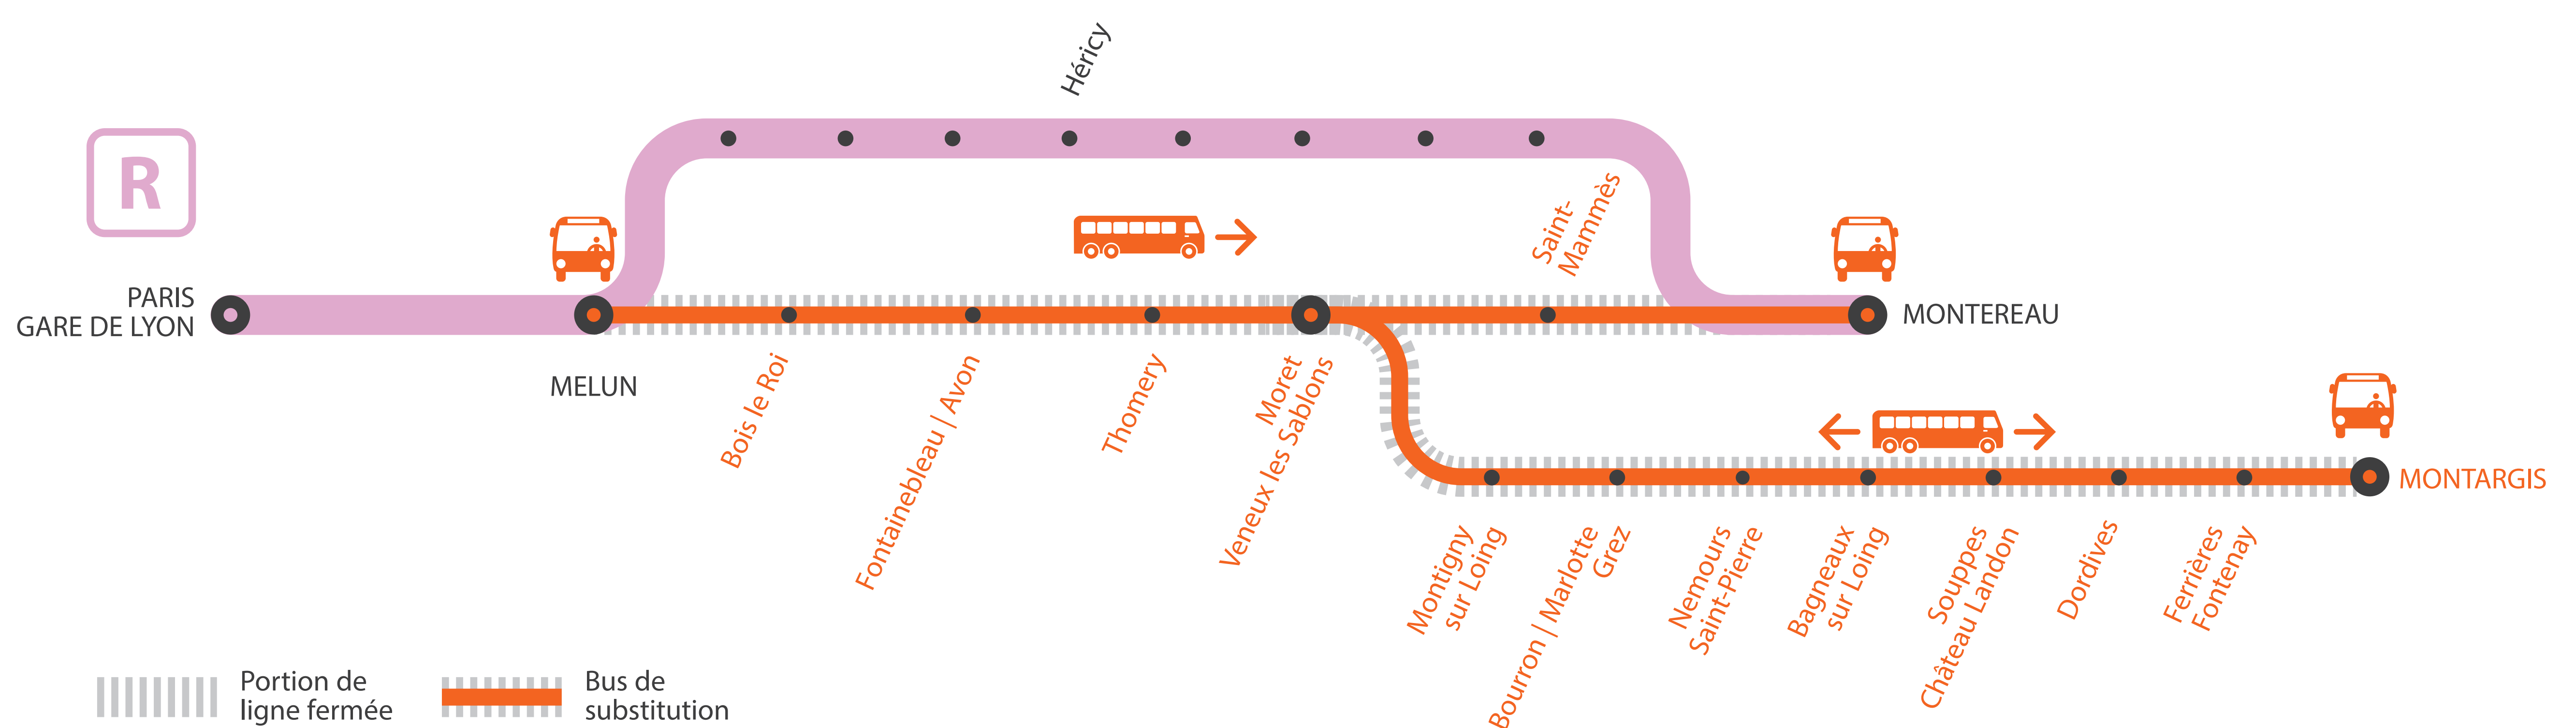 Héricy
R
PARIS
GARE DE LYON
MELUN
Saint-
Mammès
MONTEREAU
Bois le Roi
Fontainebleau | Avon
Thomery
Moret
Veneux les Sablons
MONTARGIS
Montigny
sur Loing
Bourron | Marlotte
Grez
Nemours
Saint-Pierre
Bagneaux
sur Loing
Souppes
Château Landon
Dordives
Ferrières
Fontenay
Portion de
ligne fermée
Bus de
substitution